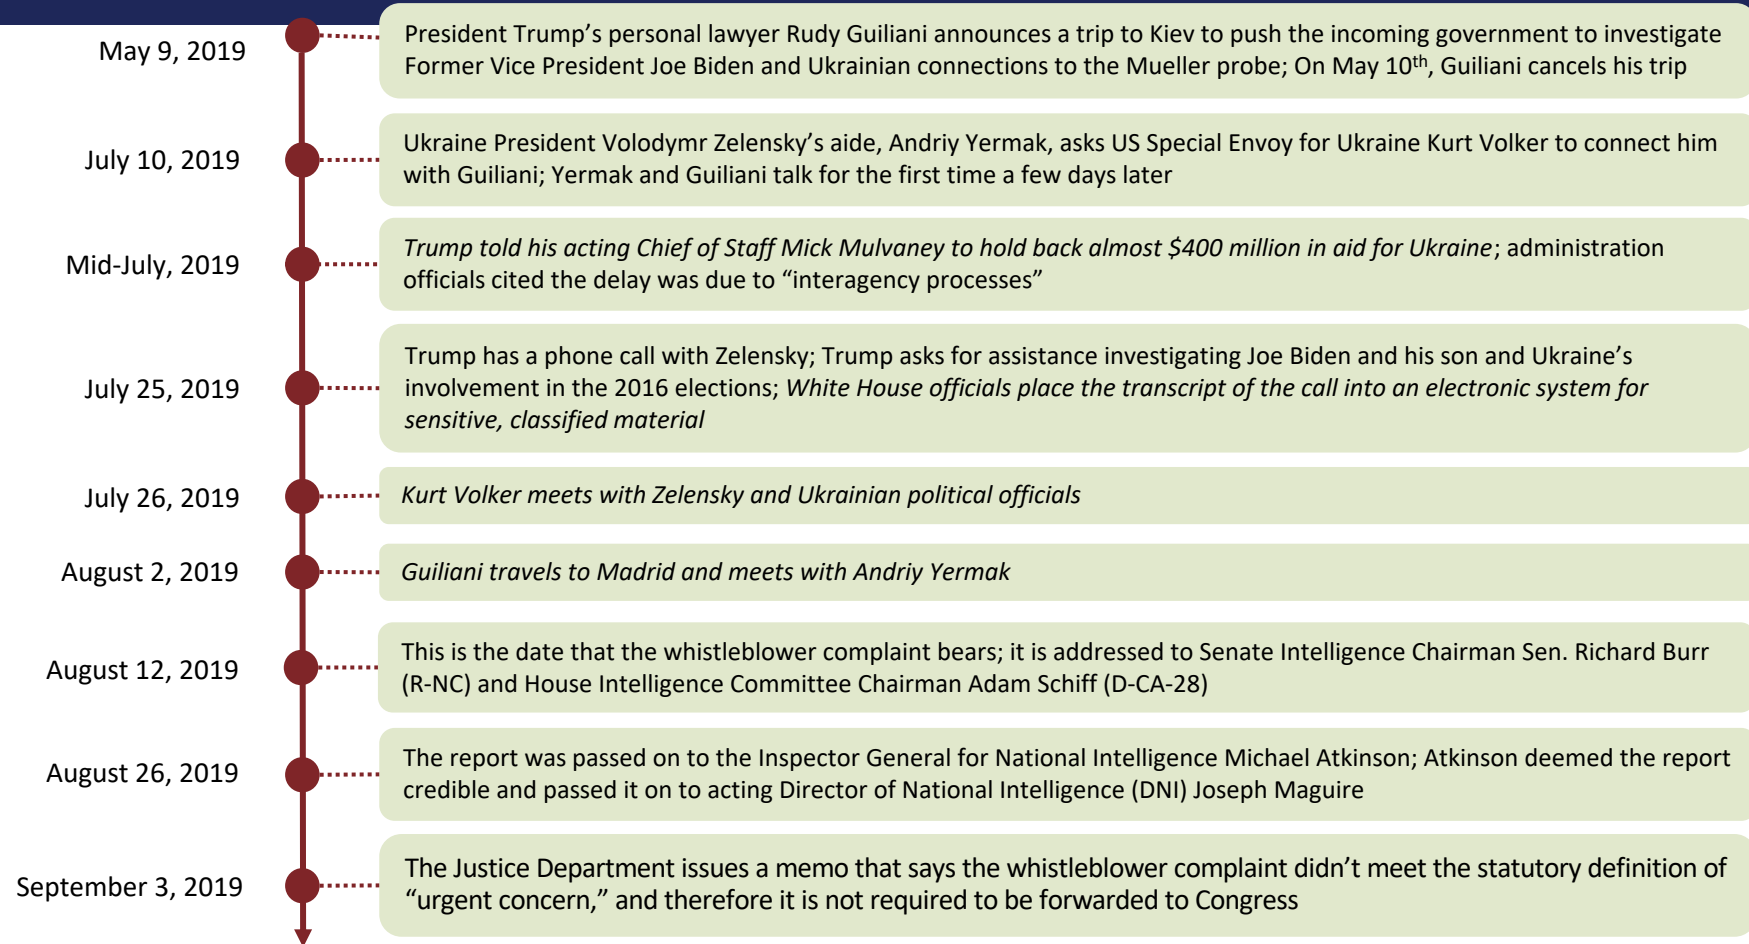 May 9, 2019
President Trump’s personal lawyer Rudy Guiliani announces a trip to Kiev to push the incoming government to investigate
Former Vice President Joe Biden and Ukrainian connections to the Mueller probe; On May 10th, Guiliani cancels his trip
July 10, 2019
Ukraine President Volodymr Zelensky’s aide, Andriy Yermak, asks US Special Envoy for Ukraine Kurt Volker to connect him
with Guiliani; Yermak and Guiliani talk for the first time a few days later
Mid-July, 2019
Trump told his acting Chief of Staff Mick Mulvaney to hold back almost $400 million in aid for Ukraine; administration
officials cited the delay was due to “interagency processes”
July 25, 2019
Trump has a phone call with Zelensky; Trump asks for assistance investigating Joe Biden and his son and Ukraine’s
involvement in the 2016 elections; White House officials place the transcript of the call into an electronic system for
sensitive, classified material
July 26, 2019
Kurt Volker meets with Zelensky and Ukrainian political officials
August 2, 2019
Guiliani travels to Madrid and meets with Andriy Yermak
August 12, 2019
This is the date that the whistleblower complaint bears; it is addressed to Senate Intelligence Chairman Sen. Richard Burr
(R-NC) and House Intelligence Committee Chairman Adam Schiff (D-CA-28)
August 26, 2019
The report was passed on to the Inspector General for National Intelligence Michael Atkinson; Atkinson deemed the report
credible and passed it on to acting Director of National Intelligence (DNI) Joseph Maguire
September 3, 2019
The Justice Department issues a memo that says the whistleblower complaint didn’t meet the statutory definition of
“urgent concern,” and therefore it is not required to be forwarded to Congress